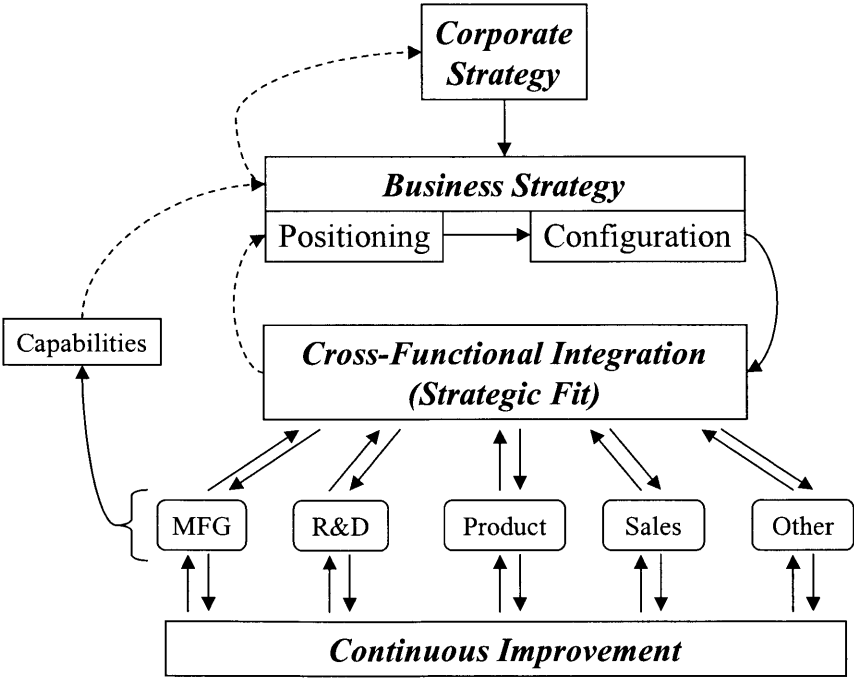 Corporate
Strategy
Business Strategy
Positioning
Configuration
Capabilities
Cross-Functional Integration
(Strategic Fit)
MFG
R&D
Product
Sales
Other
Continuous Improvement